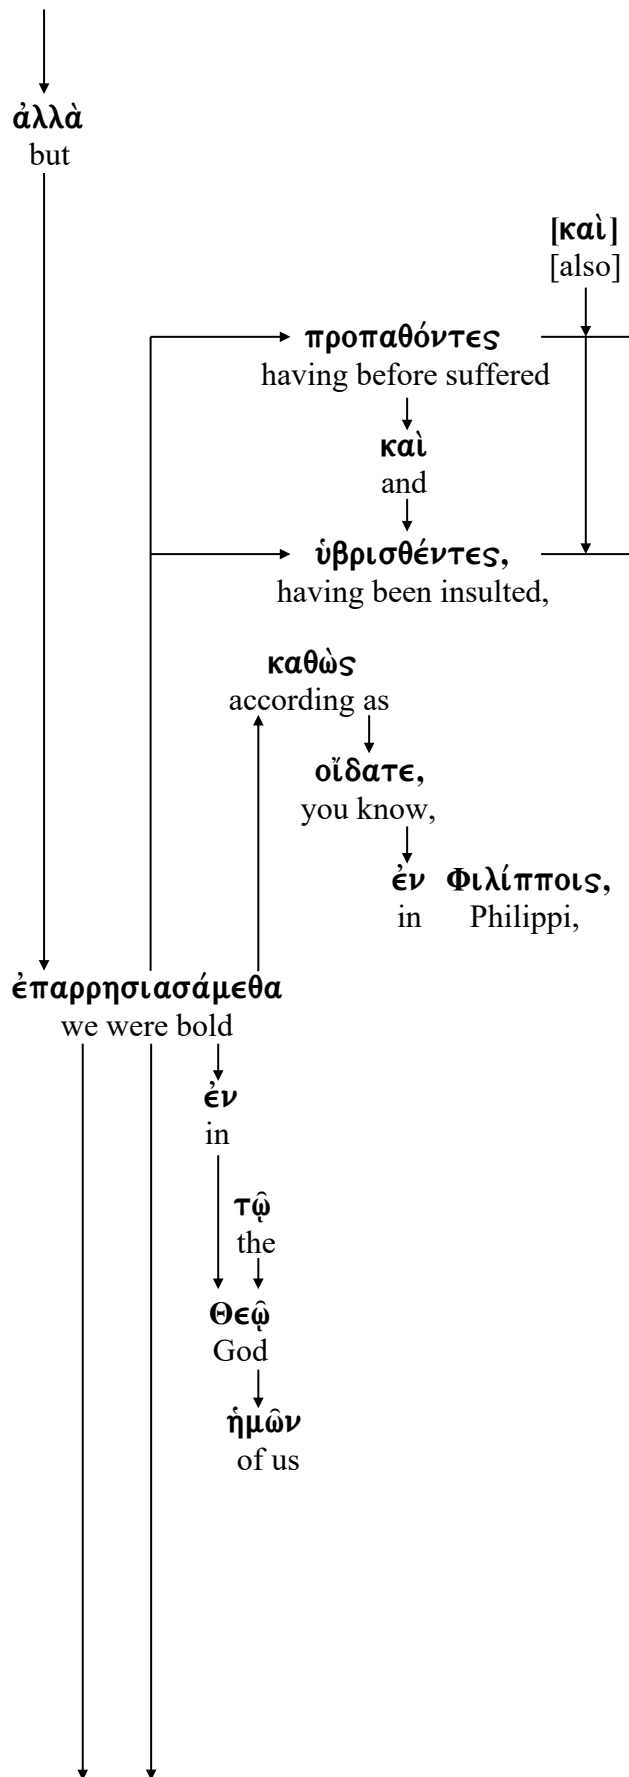 ἀλλὰ
but
[καὶ]
[also]
προπαθόντες
having before suffered
καὶ
and
ὑβρισθέντες,
having been insulted,
καθὼς
according as
οἴδατε,
you know,
ἐν Φιλίπποις,
in Philippi,
ἐπαρρησιασάμεθα
we were bold
ἐν
in
τῷ
the
Θεῷ
God
ἡμῶν
of us